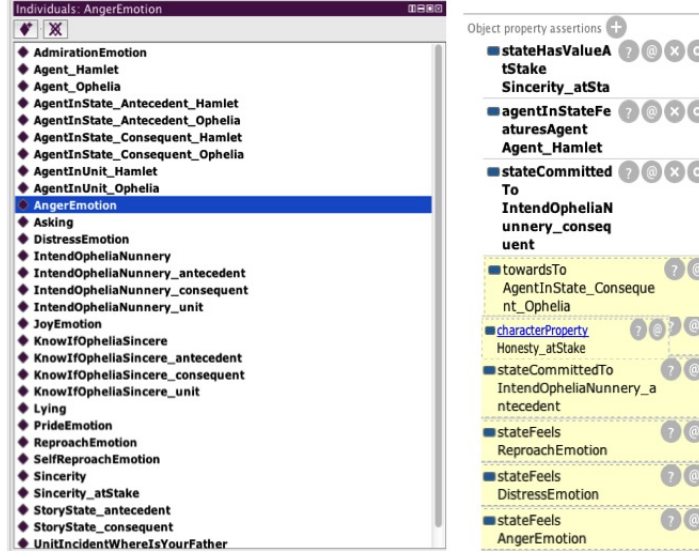 Individuals: AngerEmotion
AdmirationEmotion
Agent_Hamlet
Agent_Ophelia
AgentInState_Antecedent_Hamlet
AgentInState_Antecedent_Ophelia
AgentInState_Consequent_Hamlet
AgentInState_Consequent_Ophelia
AgentInUnit_Hamlet
AgentInUnit_Ophelia
AngerEmotion
Asking
DistressEmotion
IntendOpheliaNunnery
IntendOpheliaNunnery_antecedent
IntendOpheliaNunnery_consequent
IntendOpheliaNunnery_unit
JoyEmotion
KnowIfOpheliaSincere
KnowIfOpheliaSincere_antecedent
KnowIfOpheliaSincere_consequent
KnowIfOpheliaSincere_unit
Lying
PrideEmotion
ReproachEmotion
SelfReproachEmotion
Sincerity
Sincerity_atStake
StoryState_antecedent
StoryState_consequent
UnitIncidentWhereIsYourFather
Object property assertions +
stateHasValueA ? @ X O
tStake
Sincerity_atSta
agentInStateFe ? @ X O
aturesAgent
Agent_Hamlet
stateCommitted ? @ X O
To
IntendOpheliaN
unnery_conseq
uent
towardsTo ? @
AgentInState_Conseque
nt_Ophelia
characterProperty ? @ ? @
Honesty_atStake
stateCommittedTo ? @
IntendOpheliaNunnery_a
ntecedent
stateFeels ? @
ReproachEmotion
stateFeels ? @
DistressEmotion
stateFeels ? @
AngerEmotion